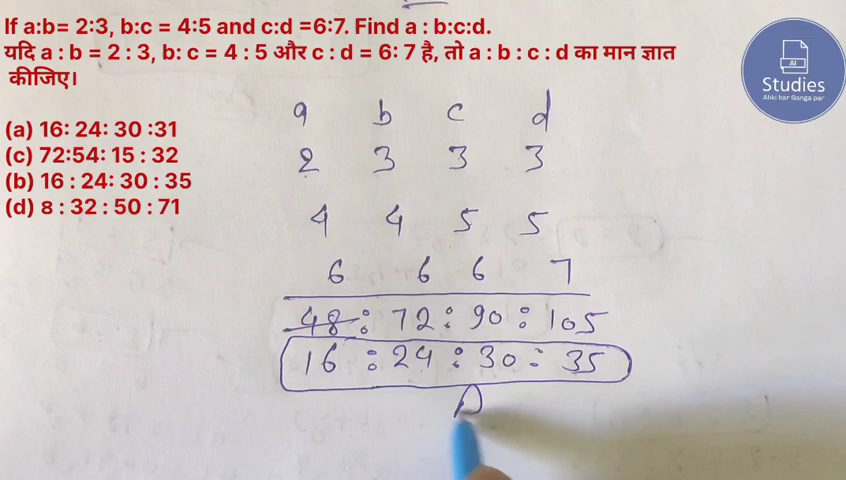 If a:b= 2:3, b:c = 4:5 and c:d =6:7. Find a : b:c:d.
यदि a : b = 2 : 3, b: c = 4 : 5 और c : d = 6: 7 है, तो a : b : c : d का मान ज्ञात
कीजिए।
(a) 16: 24: 30 :31
(c) 72:54: 15 : 32
(b) 16 : 24: 30 : 35
(d) 8 : 32 : 50 : 71
AI
Studies
Abki bar Ganga par
a b c d
2 3 3 3
4 4 5 5
6 6 6 7
48 : 72 : 90 : 105
16 : 24 : 30 : 35